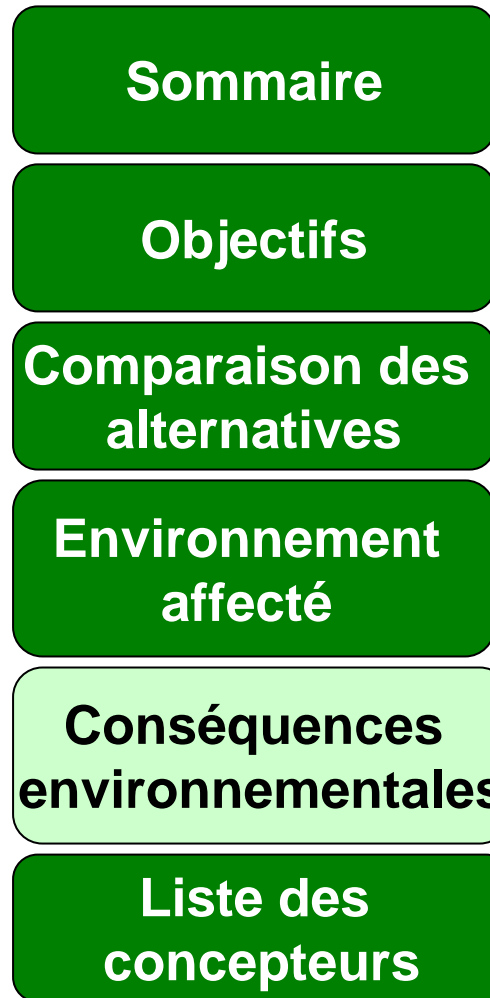 Sommaire
Objectifs
Comparaison des
alternatives
Environnement
affecté
Conséquences
environnementales
Liste des
concepteurs